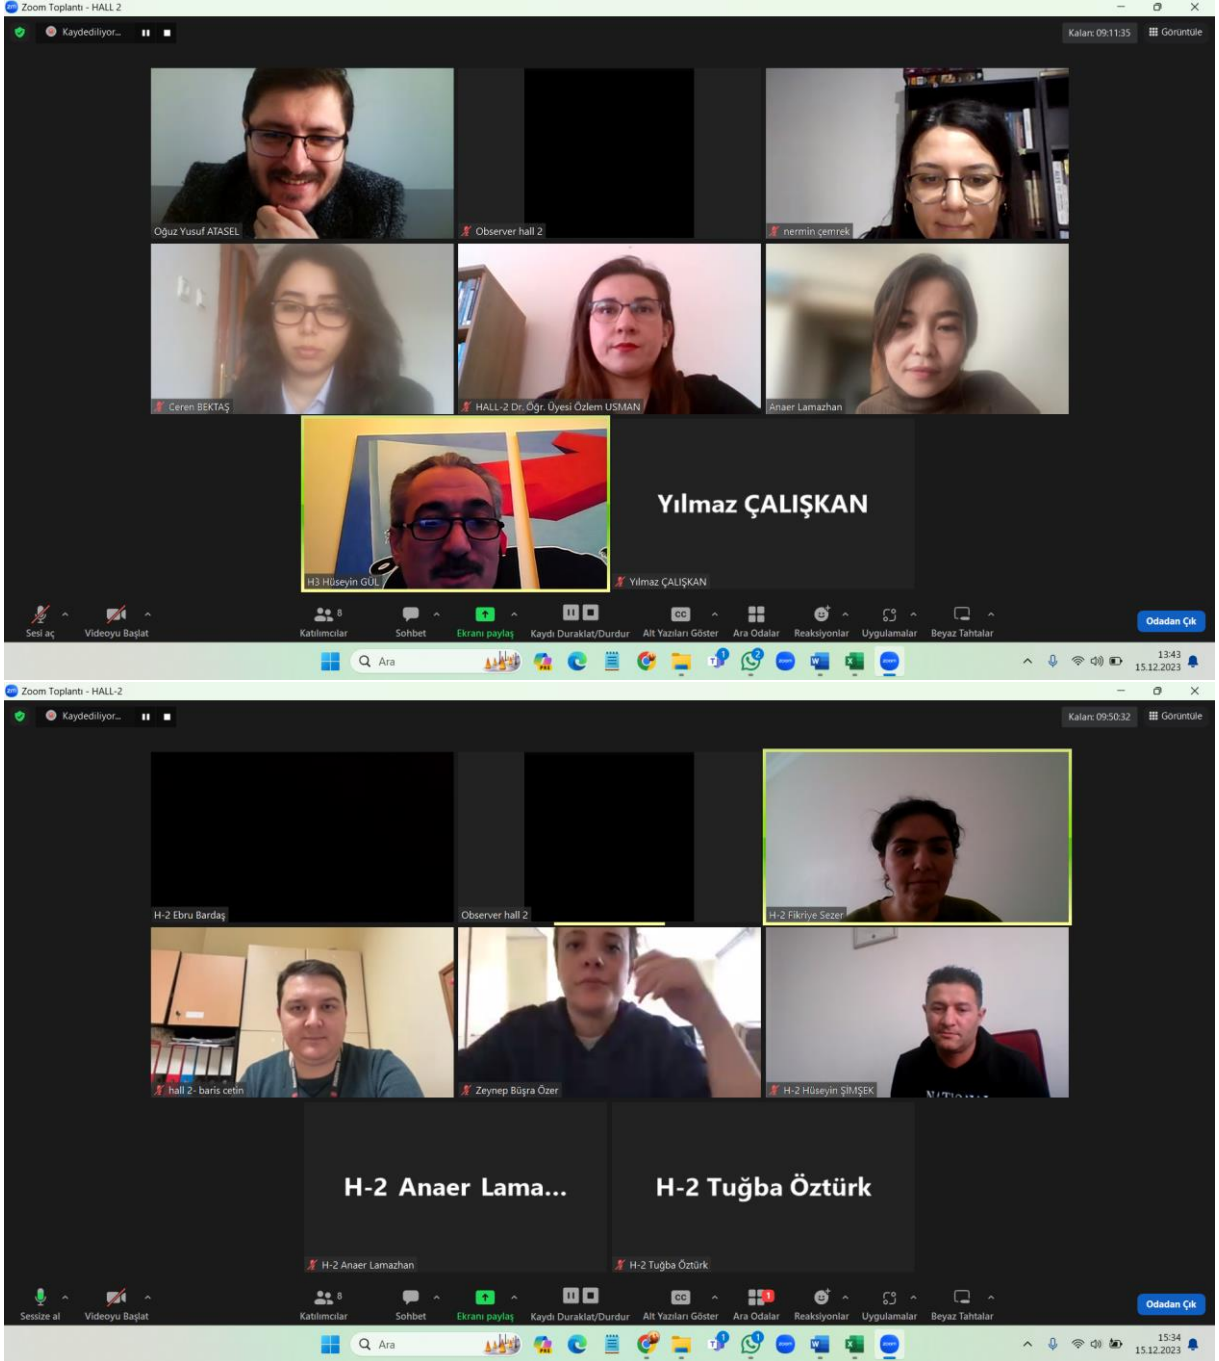 Zoom Toplantı - HALL 2
Kaydediliyor...
Kalan: 09:11:35
Görüntüle
Oğuz Yusuf ATASEL
Observer hall 2
nermin çemrek
Ceren BEKTAŞ
HALL-2 Dr. Öğr. Üyesi Özlem USMAN
Anaer Lamazhan
H3 Hüseyin GÜL
Yılmaz ÇALIŞKAN
Yılmaz ÇALIŞKAN
Sesi aç
Videoyu Başlat
8
Katılımcılar
Sohbet
Ekranı paylaş
Kaydı Duraklat/Durdur
CC
Alt Yazıları Göster
Ara Odalar
Reaksiyonlar
Uygulamalar
Beyaz Tahtalar
Odadan Çık
Ara
13:43
15.12.2023
Zoom Toplantı - HALL-2
Kaydediliyor...
Kalan: 09:50:32
Görüntüle
H-2 Ebru Bardaş
Observer hall 2
H-2 Fikriye Sezer
hall 2- baris cetin
Zeynep Büşra Özer
H-2 Hüseyin ŞİMŞEK
H-2 Anaer Lama...
H-2 Tuğba Öztürk
H-2 Anaer Lamazhan
H-2 Tuğba Öztürk
Sessize al
Videoyu Başlat
8
Katılımcılar
Sohbet
Ekranı paylaş
Kaydı Duraklat/Durdur
CC
Alt Yazıları Göster
1
Ara Odalar
Reaksiyonlar
Uygulamalar
Beyaz Tahtalar
Odadan Çık
Ara
15:34
15.12.2023